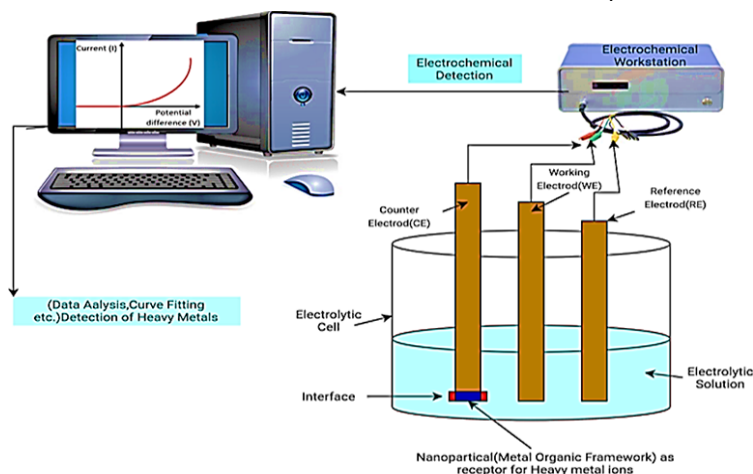 Current (I)
Potential
difference (V)
Electrochemical
Detection
Electrochemical
Workstation
Working
Electrod(WE)
Counter
Electrod(CE)
Reference
Electrod(RE)
(Data Aalysis,Curve Fitting
etc.)Detection of Heavy Metals
Electrolytic
Cell
Electrolytic
Solution
Interface
Nanopartical(Metal Organic Framework) as
receptor for Heavy metal ions